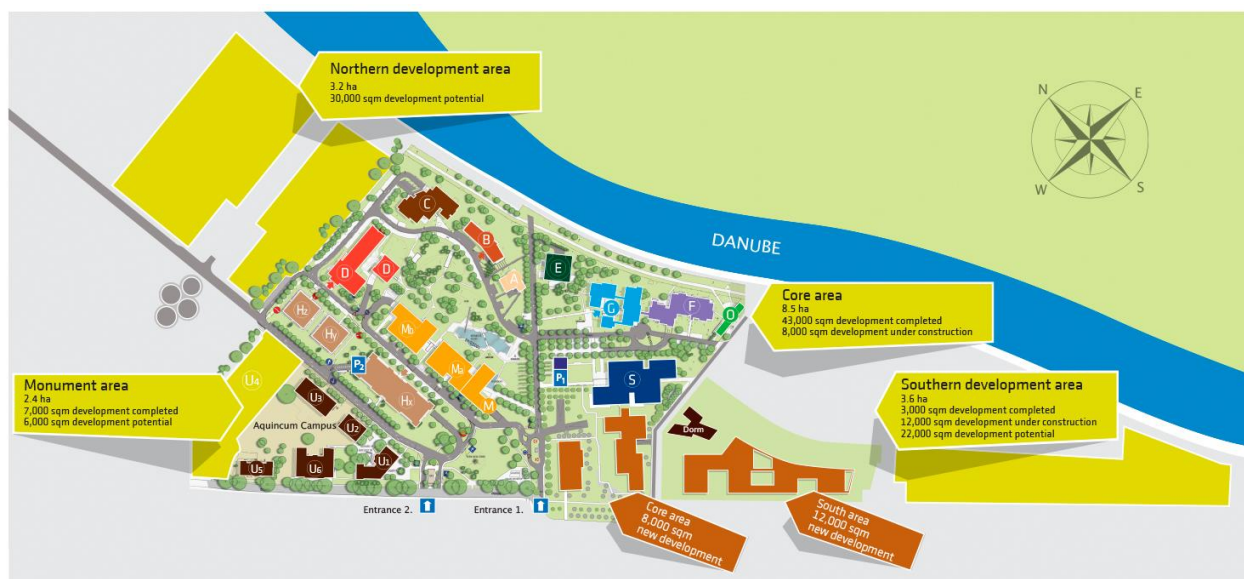 Northern development area
3.2 ha
30,000 sqm development potential
N
E
W
S
DANUBE
C
B
D
D
A
E
G
F
O
Core area
8.5 ha
43,000 sqm development completed
8,000 sqm development under construction
Hz
Hy
Mb
Ma
M
P2
Hx
P1
S
Monument area
2.4 ha
7,000 sqm development completed
6,000 sqm development potential
U4
U3
Aquincum Campus
U2
U1
U5
U6
Southern development area
3.6 ha
3,000 sqm development completed
12,000 sqm development under construction
22,000 sqm development potential
Dorm
Entrance 2.
Entrance 1.
Core area
8,000 sqm
new development
South area
12,000 sqm
new development